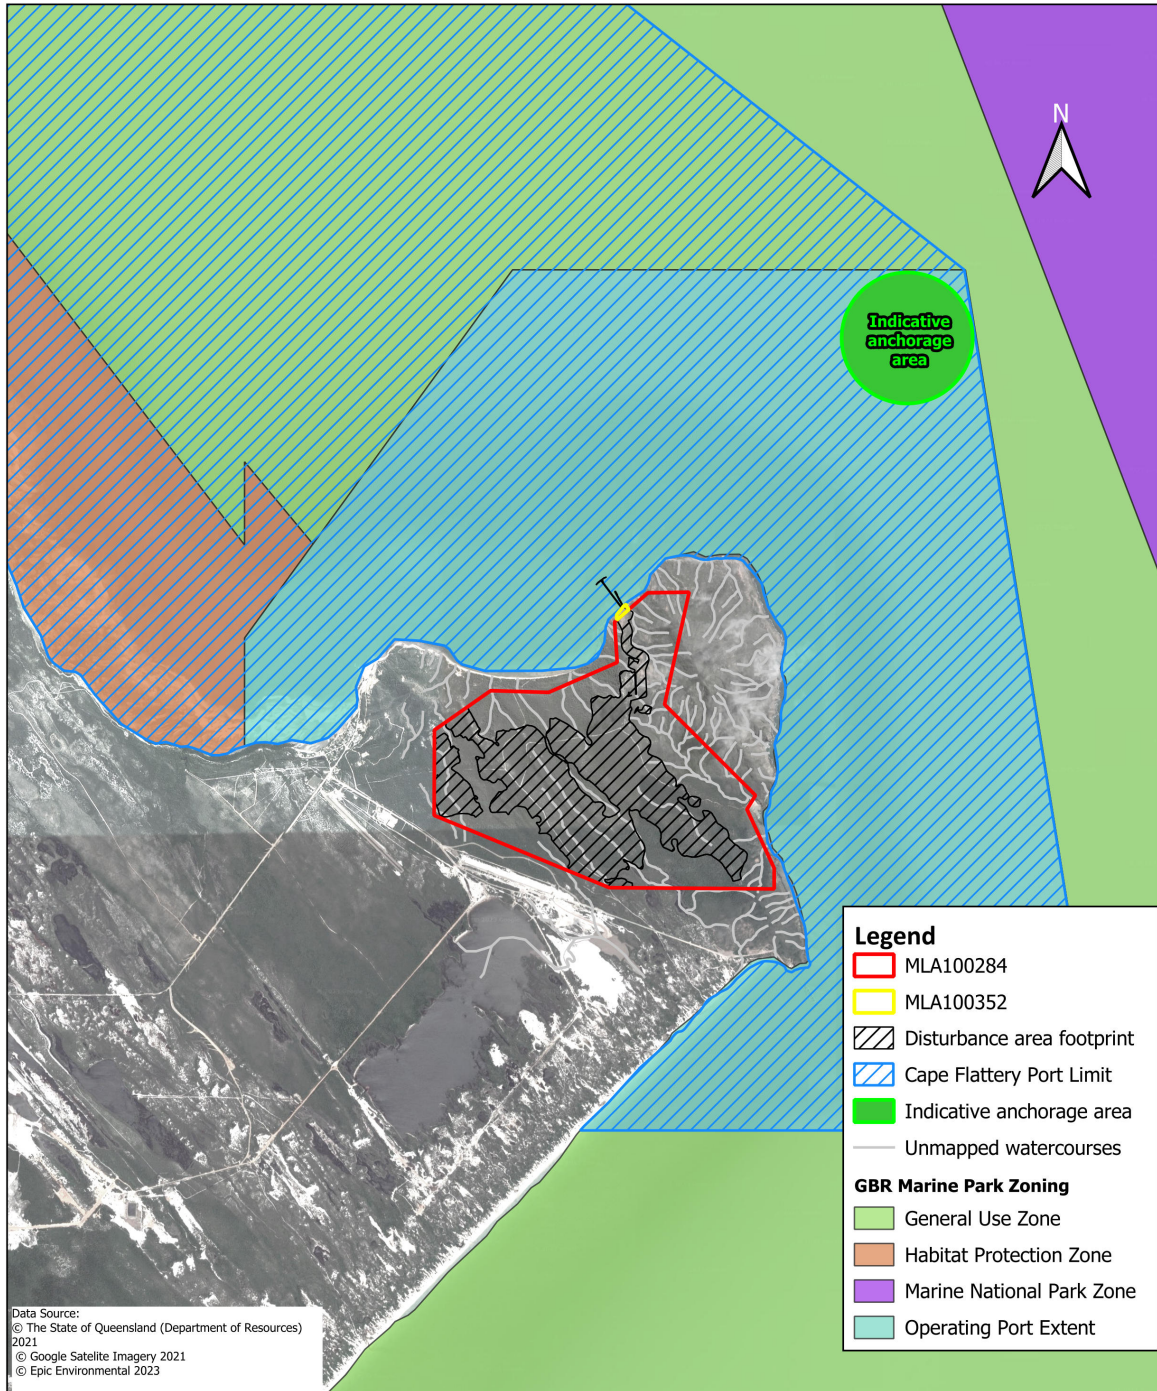 N
Indicative
anchorage
area
Legend
MLA100284
MLA100352
Disturbance area footprint
Cape Flattery Port Limit
Indicative anchorage area
Unmapped watercourses
GBR Marine Park Zoning
General Use Zone
Habitat Protection Zone
Marine National Park Zone
Operating Port Extent
Data Source:
© The State of Queensland (Department of Resources)
2021
© Google Satelite Imagery 2021
© Epic Environmental 2023